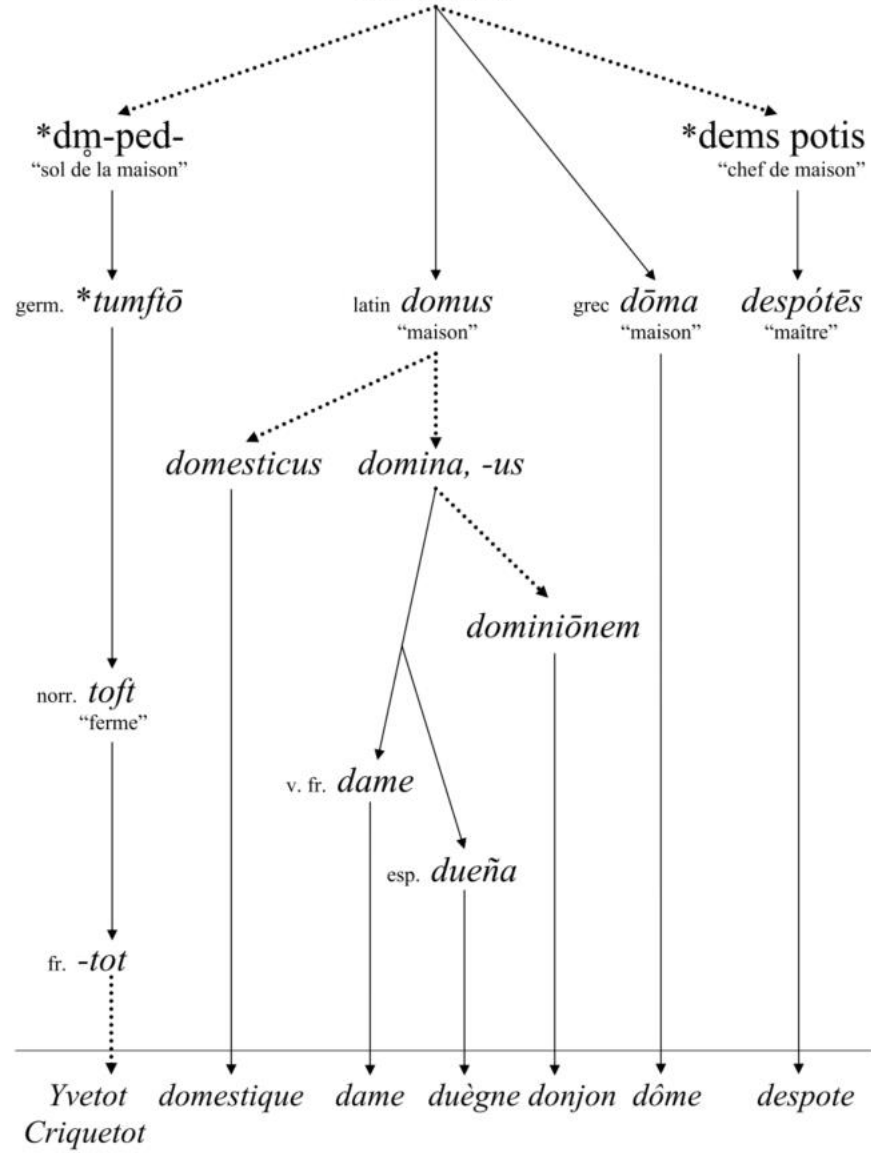 *dm̥-ped-
“sol de la maison”
*dems potis
“chef de maison”
germ. *tumftō
latin domus
“maison”
grec dōma
“maison”
despótēs
“maître”
domesticus
domina, -us
dominiōnem
norr. toft
“ferme”
v. fr. dame
esp. dueña
fr. -tot
Yvetot
Criquetot
domestique
dame
duègne
donjon
dôme
despote